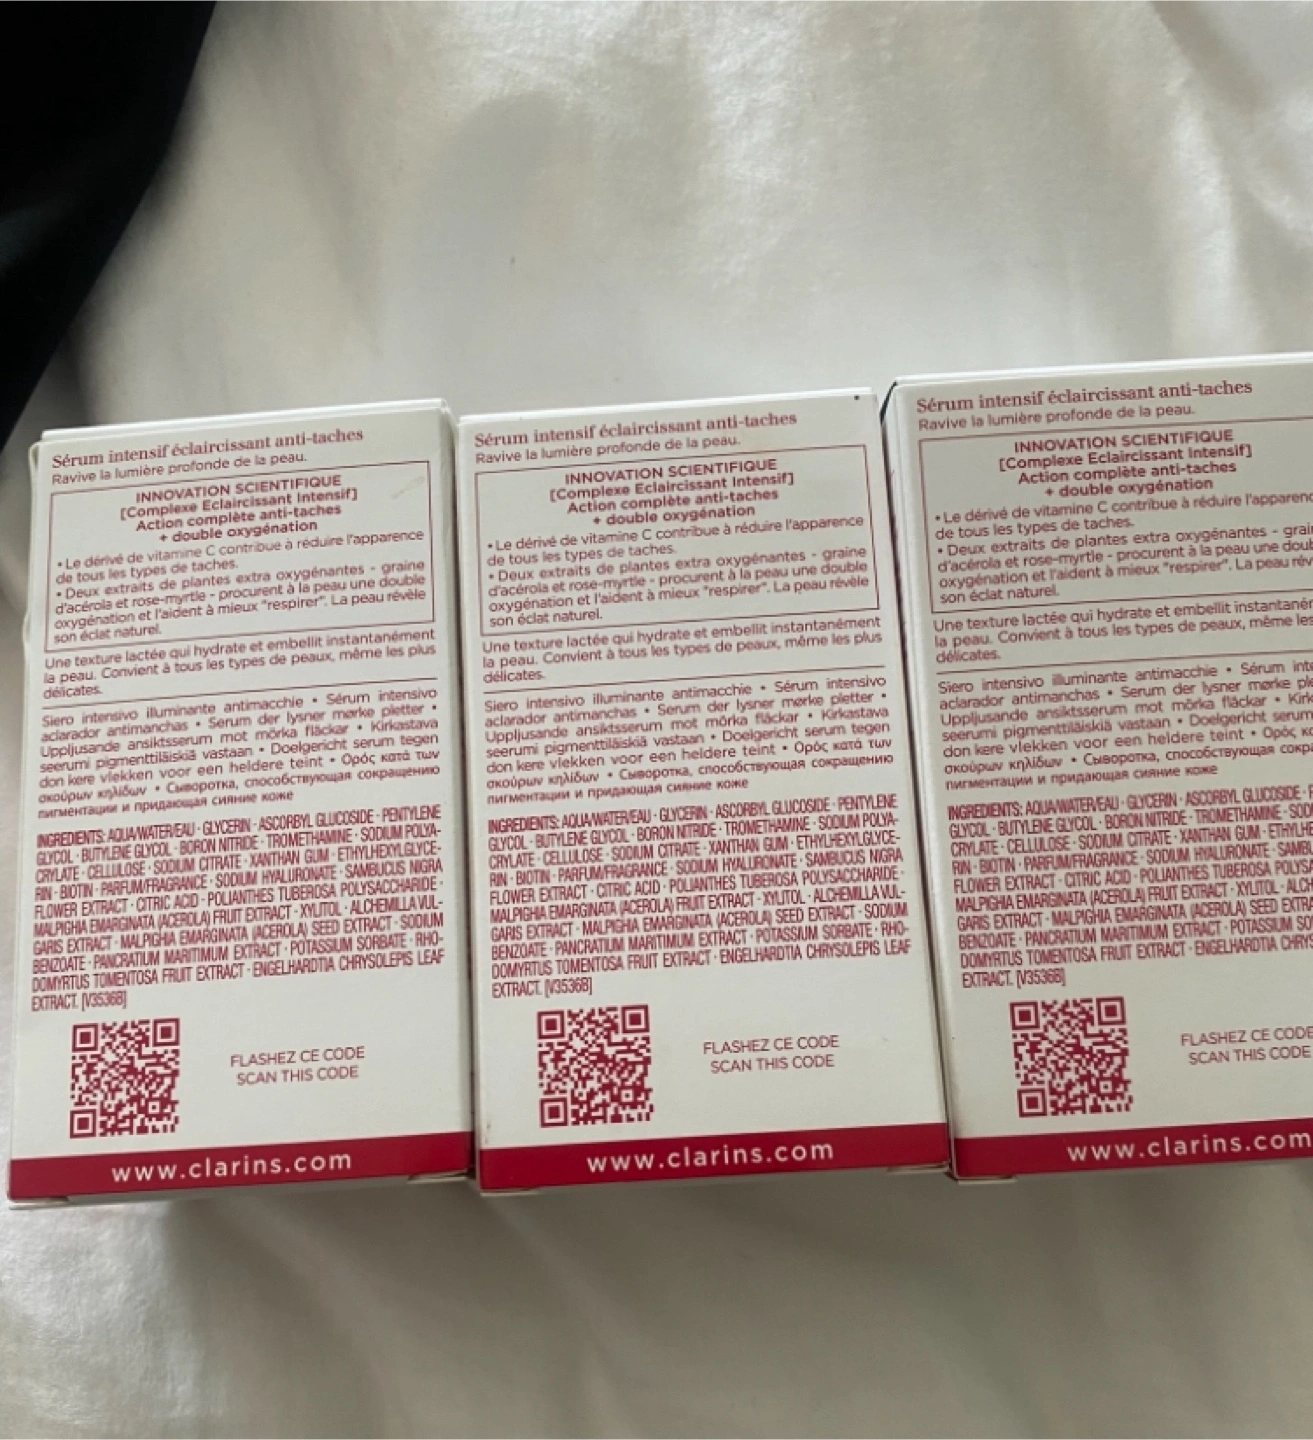 Sérum intensif éclaircissant anti-taches
Ravive la lumière profonde de la peau.
INNOVATION SCIENTIFIQUE
[Complexe Eclaircissant Intensif]
Action complète anti-taches
+ double oxygénation
• Le dérivé de vitamine C contribue à réduire l'apparence
de tous les types de taches.
• Deux extraits de plantes extra oxygénantes - graine
d'acérola et rose-myrtle - procurent à la peau une double
oxygénation et l'aident à mieux "respirer". La peau révèle
son éclat naturel.
Une texture lactée qui hydrate et embellit instantanément
la peau. Convient à tous les types de peaux, même les plus
délicates.
Siero intensivo illuminante antimacchie • Sérum intensivo
aclarador antimanchas • Serum der lysner mørke pletter •
Uppljusande ansiktsserum mot mörka fläckar • Kirkastava
seerumi pigmenttiläiskiä vastaan • Doelgericht serum tegen
don kere vlekken voor een heldere teint • Ορός κατά των
σκούρων κηλίδων • Сыворотка, способствующая сокращению
пигментации и придающая сияние коже
INGREDIENTS: AQUA/WATER/EAU · GLYCERIN · ASCORBYL GLUCOSIDE · PENTYLENE
GLYCOL · BUTYLENE GLYCOL · BORON NITRIDE · TROMETHAMINE · SODIUM POLYA-
CRYLATE · CELLULOSE · SODIUM CITRATE · XANTHAN GUM · ETHYLHEXYLGLYCE-
RIN · BIOTIN · PARFUM/FRAGRANCE · SODIUM HYALURONATE · SAMBUCUS NIGRA
FLOWER EXTRACT · CITRIC ACID · POLIANTHES TUBEROSA POLYSACCHARIDE ·
MALPIGHIA EMARGINATA (ACEROLA) FRUIT EXTRACT · XYLITOL · ALCHEMILLA VUL-
GARIS EXTRACT · MALPIGHIA EMARGINATA (ACEROLA) SEED EXTRACT · SODIUM
BENZOATE · PANCRATIUM MARITIMUM EXTRACT · POTASSIUM SORBATE · RHO-
DOMYRTUS TOMENTOSA FRUIT EXTRACT · ENGELHARDTIA CHRYSOLEPIS LEAF
EXTRACT. [V3536B]
FLASHEZ CE CODE
SCAN THIS CODE
www.clarins.com
Sérum intensif éclaircissant anti-taches
Ravive la lumière profonde de la peau.
INNOVATION SCIENTIFIQUE
[Complexe Eclaircissant Intensif]
Action complète anti-taches
+ double oxygénation
• Le dérivé de vitamine C contribue à réduire l'apparence
de tous les types de taches.
• Deux extraits de plantes extra oxygénantes - graine
d'acérola et rose-myrtle - procurent à la peau une double
oxygénation et l'aident à mieux "respirer". La peau révèle
son éclat naturel.
Une texture lactée qui hydrate et embellit instantanément
la peau. Convient à tous les types de peaux, même les plus
délicates.
Siero intensivo illuminante antimacchie • Sérum intensivo
aclarador antimanchas • Serum der lysner mørke pletter •
Uppljusande ansiktsserum mot mörka fläckar • Kirkastava
seerumi pigmenttiläiskiä vastaan • Doelgericht serum tegen
don kere vlekken voor een heldere teint • Ορός κατά των
σκούρων κηλίδων • Сыворотка, способствующая сокращению
пигментации и придающая сияние коже
INGREDIENTS: AQUA/WATER/EAU · GLYCERIN · ASCORBYL GLUCOSIDE · PENTYLENE
GLYCOL · BUTYLENE GLYCOL · BORON NITRIDE · TROMETHAMINE · SODIUM POLYA-
CRYLATE · CELLULOSE · SODIUM CITRATE · XANTHAN GUM · ETHYLHEXYLGLYCE-
RIN · BIOTIN · PARFUM/FRAGRANCE · SODIUM HYALURONATE · SAMBUCUS NIGRA
FLOWER EXTRACT · CITRIC ACID · POLIANTHES TUBEROSA POLYSACCHARIDE ·
MALPIGHIA EMARGINATA (ACEROLA) FRUIT EXTRACT · XYLITOL · ALCHEMILLA VUL-
GARIS EXTRACT · MALPIGHIA EMARGINATA (ACEROLA) SEED EXTRACT · SODIUM
BENZOATE · PANCRATIUM MARITIMUM EXTRACT · POTASSIUM SORBATE · RHO-
DOMYRTUS TOMENTOSA FRUIT EXTRACT · ENGELHARDTIA CHRYSOLEPIS LEAF
EXTRACT. [V3536B]
FLASHEZ CE CODE
SCAN THIS CODE
www.clarins.com
Sérum intensif éclaircissant anti-taches
Ravive la lumière profonde de la peau.
INNOVATION SCIENTIFIQUE
[Complexe Eclaircissant Intensif]
Action complète anti-taches
+ double oxygénation
• Le dérivé de vitamine C contribue à réduire
de tous les types de taches.
• Deux extraits de plantes extra oxygénantes -
d'acérola et rose-myrtle - procurent à la peau une
oxygénation et l'aident à mieux "respirer". La peau
son éclat naturel.
Une texture lactée qui hydrate et embellit
la peau. Convient à tous les types de peaux, même les
délicates.
Siero intensivo illuminante antimacchie • Sérum
aclarador antimanchas • Serum der lysner mørke
Uppljusande ansiktsserum mot mörka fläckar •
seerumi pigmenttiläiskiä vastaan • Doelgericht serum
don kere vlekken voor een heldere teint • Ορός
σκούρων κηλίδων • Сыворотка, способствующая
пигментации и придающая сияние коже
INGREDIENTS: AQUA/WATER/EAU · GLYCERIN · ASCORBYL GLUCOSIDE ·
GLYCOL · BUTYLENE GLYCOL · BORON NITRIDE · TROMETHAMINE ·
CRYLATE · CELLULOSE · SODIUM CITRATE · XANTHAN GUM ·
RIN · BIOTIN · PARFUM/FRAGRANCE · SODIUM HYALURONATE ·
FLOWER EXTRACT · CITRIC ACID · POLIANTHES TUBEROSA
MALPIGHIA EMARGINATA (ACEROLA) FRUIT EXTRACT · XYLITOL ·
GARIS EXTRACT · MALPIGHIA EMARGINATA (ACEROLA) SEED
BENZOATE · PANCRATIUM MARITIMUM EXTRACT · POTASSIUM
DOMYRTUS TOMENTOSA FRUIT EXTRACT · ENGELHARDTIA
EXTRACT. [V3536B]
FLASHEZ CE CODE
SCAN THIS CODE
www.clarins.com